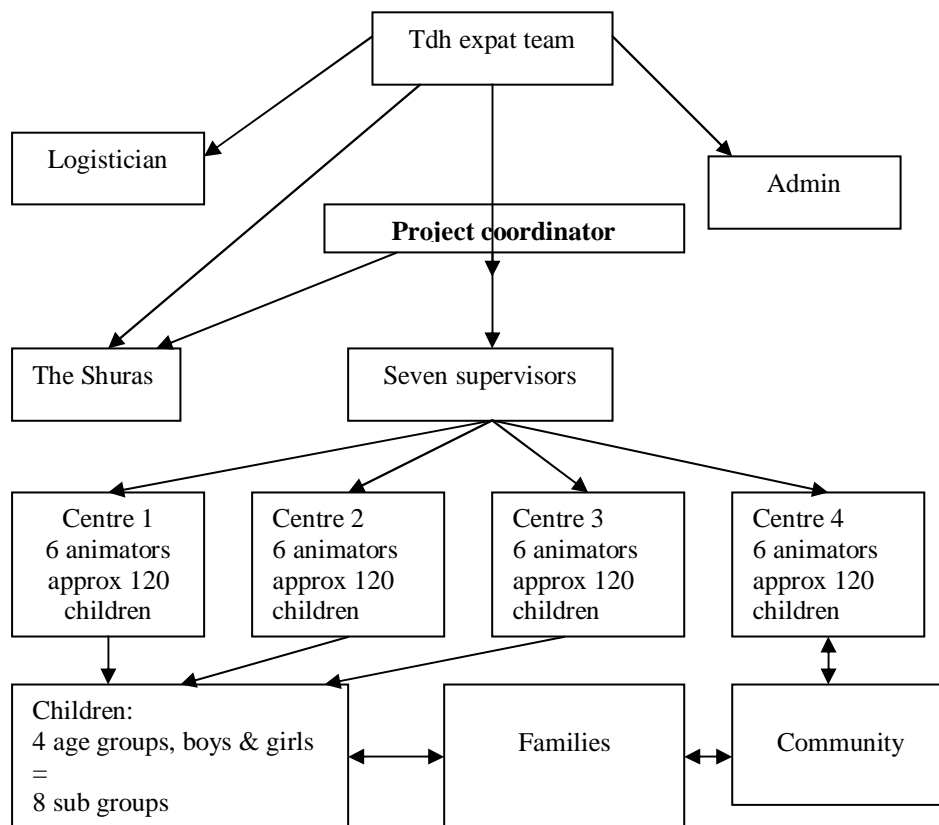 Tdh expat team
Logistician
Admin
Project coordinator
The Shuras
Seven supervisors
Centre 1
6 animators
approx 120
children
Centre 2
6 animators
approx 120
children
Centre 3
6 animators
approx 120
children
Centre 4
6 animators
approx 120
children
Children:
4 age groups, boys & girls
=
8 sub groups
Families
Community